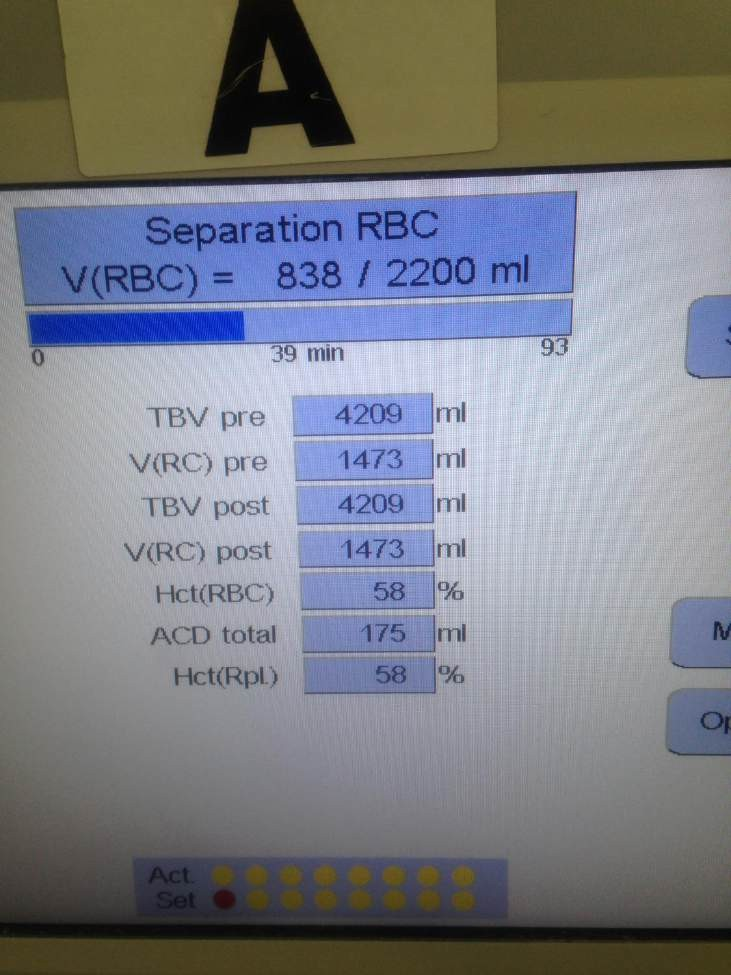 A
Separation RBC
V(RBC) = 838 / 2200 ml
0 39 min 93
TBV pre 4209 ml
V(RC) pre 1473 ml
TBV post 4209 ml
V(RC) post 1473 ml
Hct(RBC) 58 %
ACD total 175 ml
Hct(Rpl.) 58 %
M
Op
Act.
Set